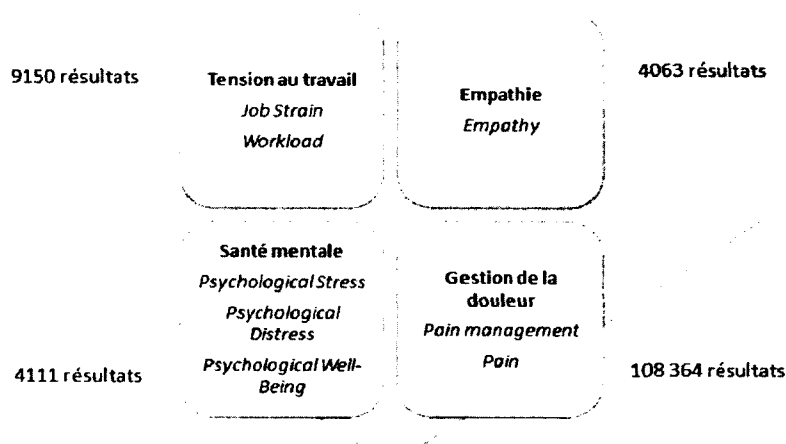 9150 résultats
Tension au travail
Job Strain
Workload
Empathie
Empathy
4063 résultats
Santé mentale
Psychological Stress
Psychological
Distress
Psychological Well-
Being
4111 résultats
Gestion de la
douleur
Pain management
Pain
108 364 résultats